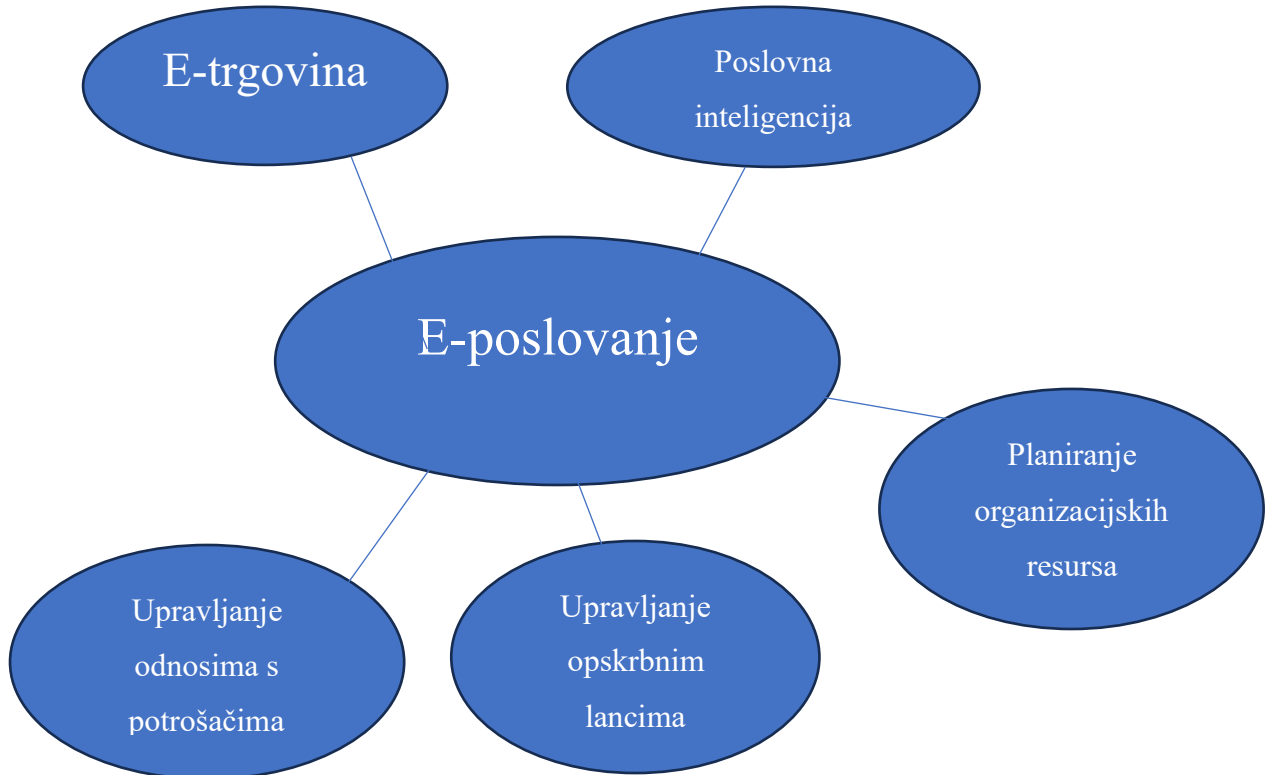 E-trgovina
Poslovna
inteligencija
E-poslovanje
Planiranje
organizacijskih
resursa
Upravljanje
odnosima s
potrošačima
Upravljanje
opskrbnim
lancima